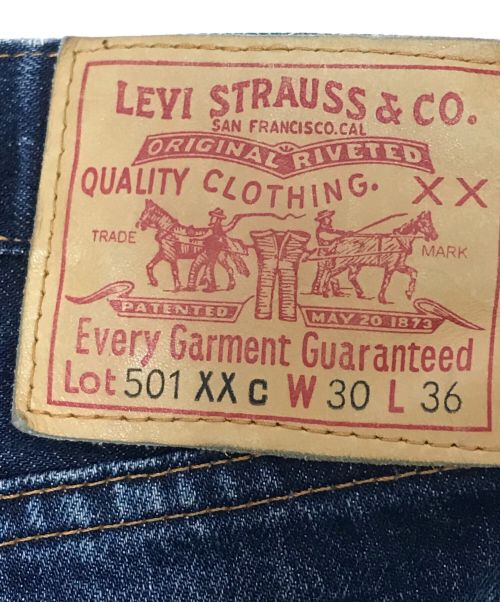 LEVI STRAUSS & CO.
SAN FRANCISCO.CAL
ORIGINAL RIVETED
QUALITY CLOTHING. XX
TRADE MARK
PATENTED MAY 20 1873
Every Garment Guaranteed
Lot 501 XX C W 30 L 36